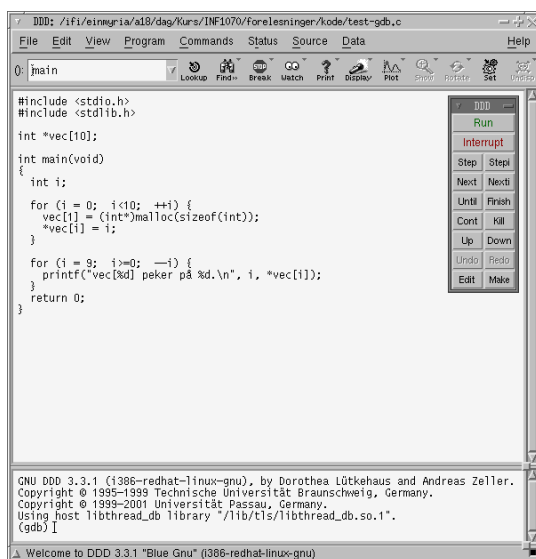 DDD: /ifi/einmyria/a18/dag/Kurs/INF1070/forelesninger/kode/test-gdb.c
File Edit View Program Commands Status Source Data Help
(): main
Lookup Find» Break Watch Print Display Plot Show Rotate Set Undisp
#include <stdio.h>
#include <stdlib.h>
int *vec[10];
int main(void)
{
int i;
for (i = 0; i<10; ++i) {
vec[1] = (int*)malloc(sizeof(int));
*vec[i] = i;
}
for (i = 9; i>=0; --i) {
printf("vec[%d] peker på %d.\n", i, *vec[i]);
}
return 0;
}
DDD
Run
Interrupt
Step Stepi
Next Nexti
Until Finish
Cont Kill
Up Down
Undo Redo
Edit Make
GNU DDD 3.3.1 (i386-redhat-linux-gnu), by Dorothea Lütkehaus and Andreas Zeller.
Copyright © 1995-1999 Technische Universität Braunschweig, Germany.
Copyright © 1999-2001 Universität Passau, Germany.
Using host libthread_db library "/lib/tls/libthread_db.so.1".
(gdb)
Welcome to DDD 3.3.1 "Blue Gnu" (i386-redhat-linux-gnu)